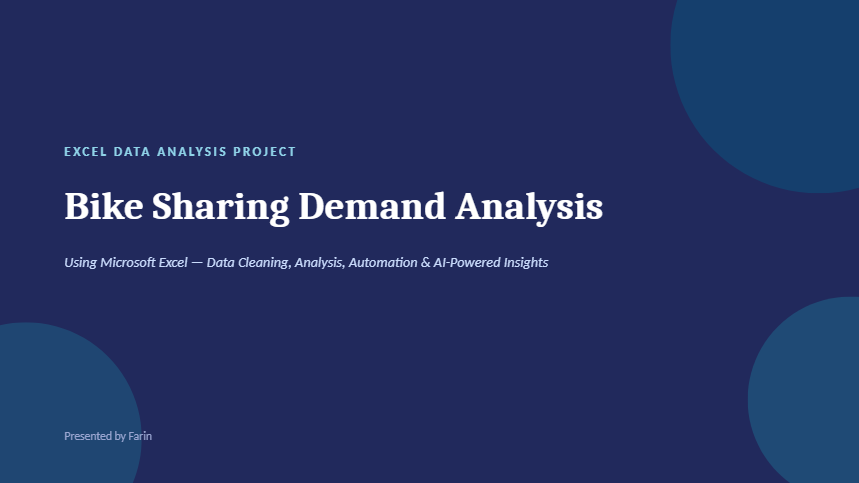 EXCEL DATA ANALYSIS PROJECT
Bike Sharing Demand Analysis
Using Microsoft Excel — Data Cleaning, Analysis, Automation & AI-Powered Insights
Presented by Farin